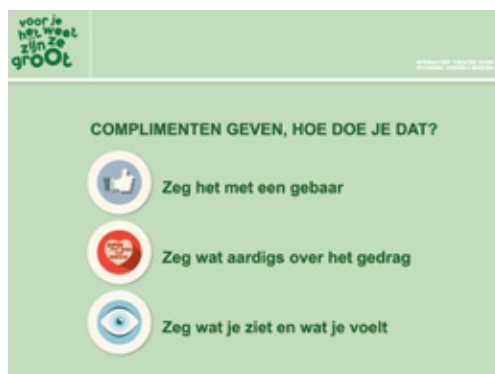 voor je
het weet
zijn ze
groot
COMPLIMENTEN GEVEN, HOE DOE JE DAT?
Zeg het met een gebaar
Zeg wat aardigs over het gedrag
Zeg wat je ziet en wat je voelt